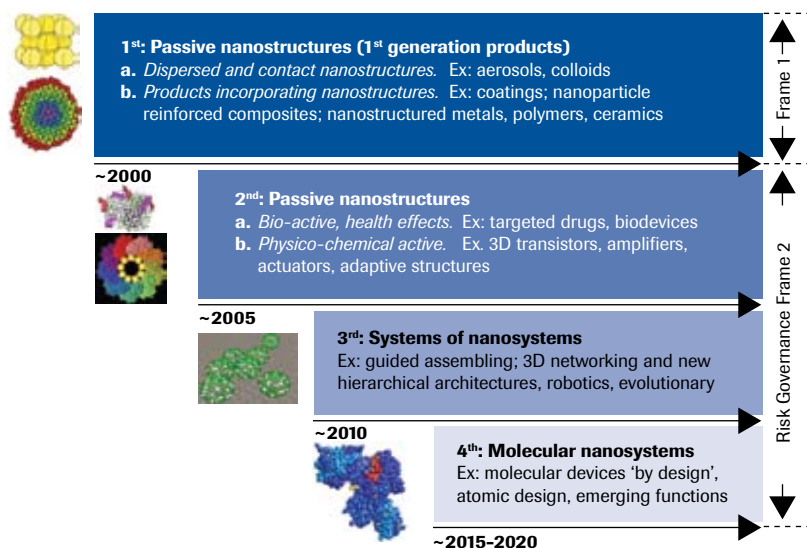 1st: Passive nanostructures (1st generation products)
a. Dispersed and contact nanostructures. Ex: aerosols, colloids
b. Products incorporating nanostructures. Ex: coatings; nanoparticle
reinforced composites; nanostructured metals, polymers, ceramics
Frame 1
~2000
2nd: Passive nanostructures
a. Bio-active, health effects. Ex: targeted drugs, biodevices
b. Physico-chemical active. Ex. 3D transistors, amplifiers,
actuators, adaptive structures
Risk Governance Frame 2
~2005
3rd: Systems of nanosystems
Ex: guided assembling; 3D networking and new
hierarchical architectures, robotics, evolutionary
~2010
4th: Molecular nanosystems
Ex: molecular devices ‘by design’,
atomic design, emerging functions
~2015-2020